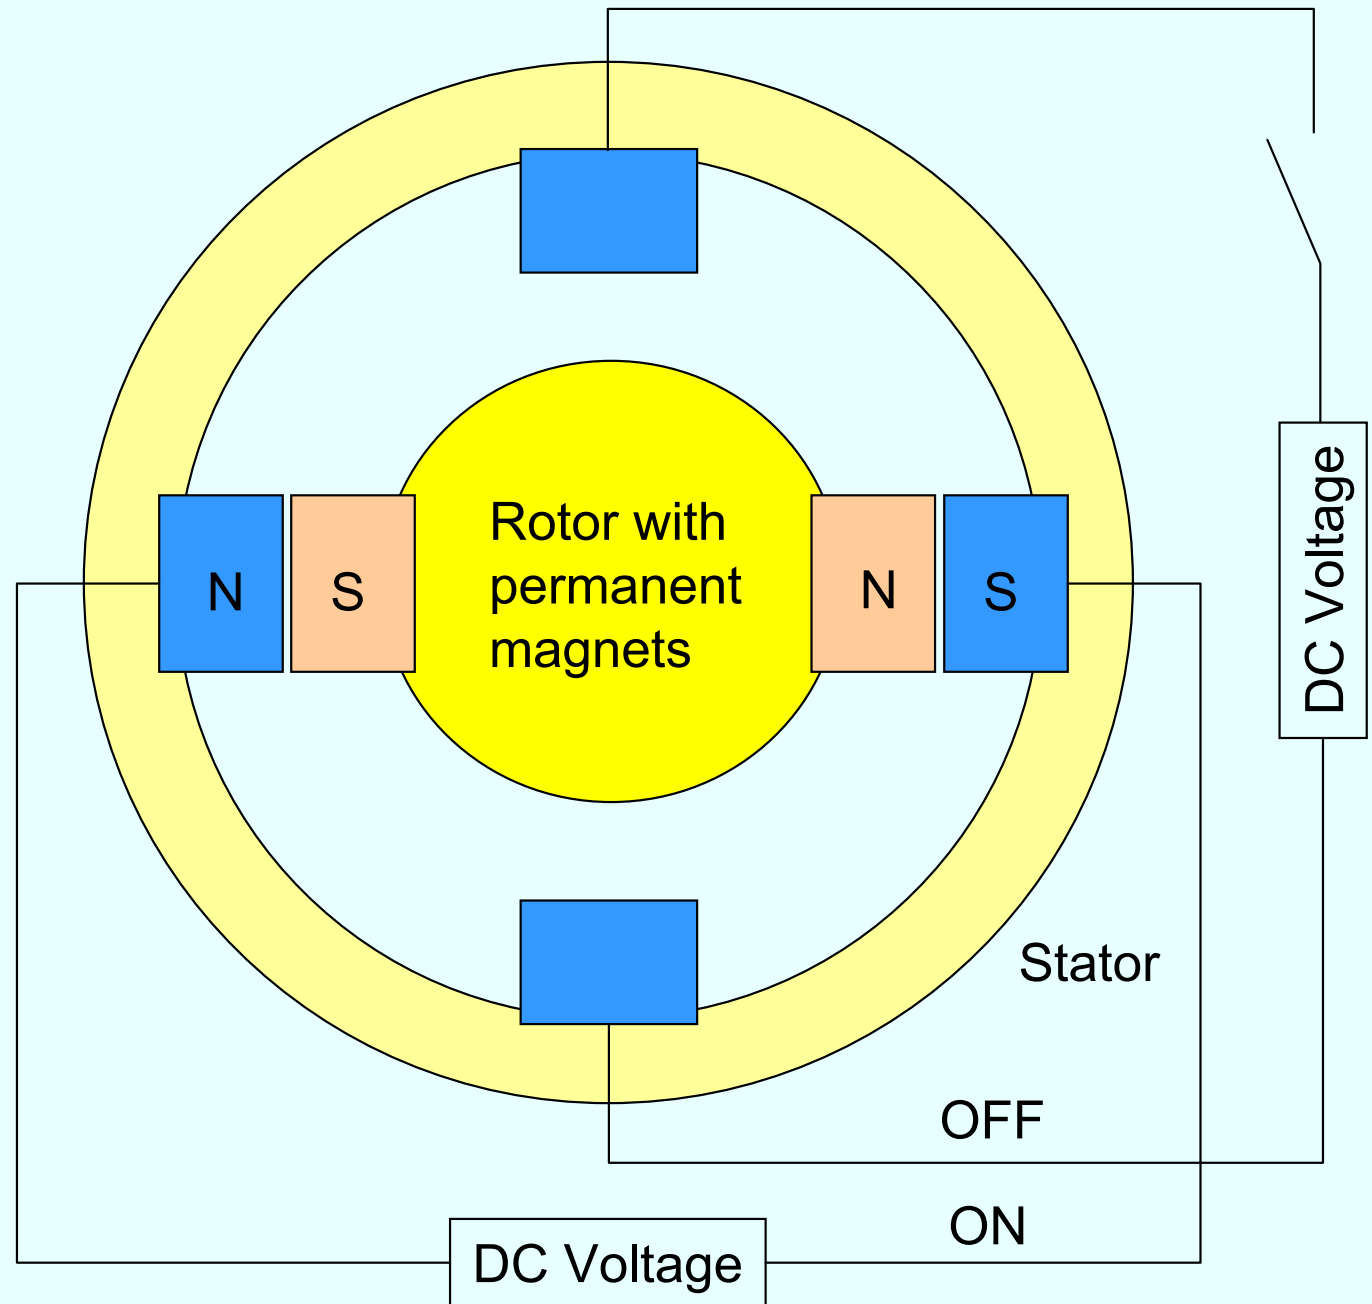 Rotor with
permanent
magnets
N
S
N
S
DC Voltage
Stator
OFF
ON
DC Voltage